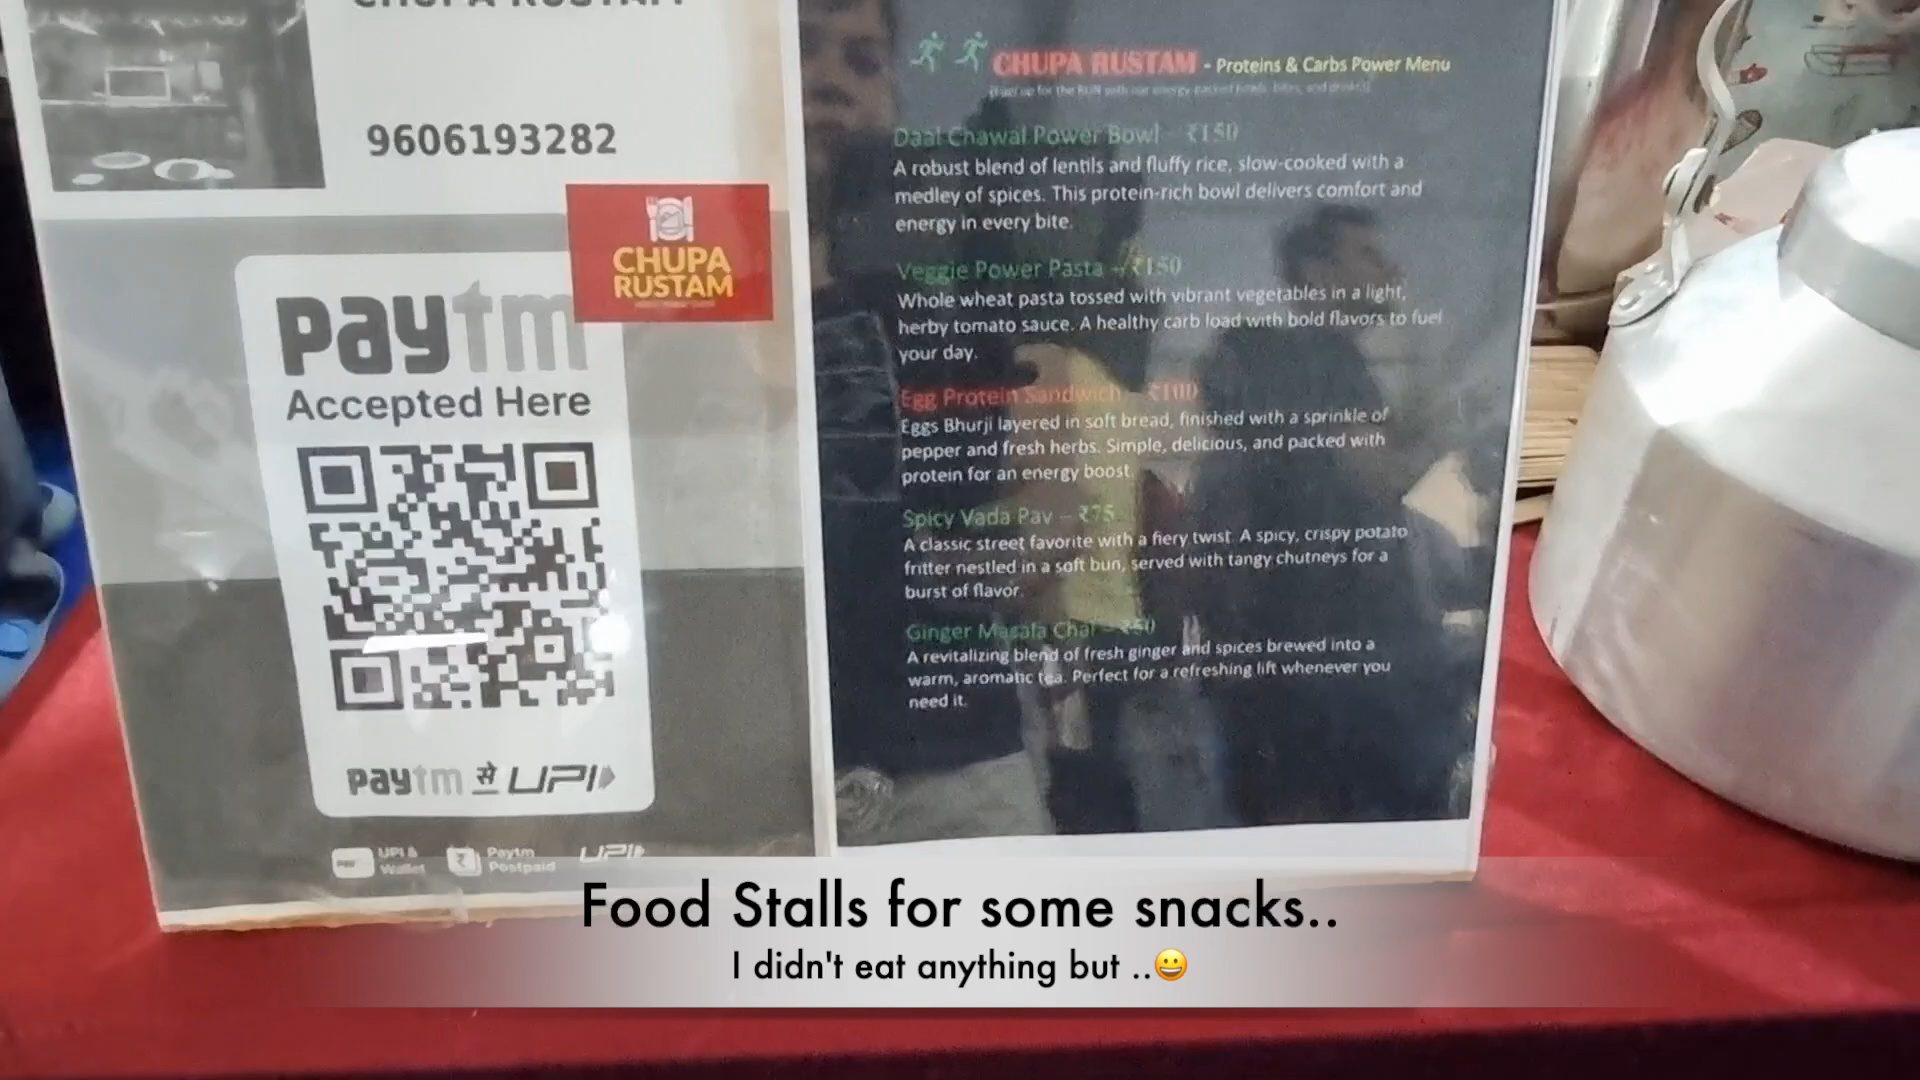 CHUPA RUSTAM
9606193282
CHUPA
RUSTAM
paytm
Accepted Here
paytm से UPI
UPI &
Wallet
Paytm
Postpaid
UPI
CHUPA RUSTAM - Proteins & Carbs Power Menu
Daal Chawal Power Bowl – ₹150
A robust blend of lentils and fluffy rice, slow-cooked with a
medley of spices. This protein-rich bowl delivers comfort and
energy in every bite.
Veggie Power Pasta – ₹150
Whole wheat pasta tossed with vibrant vegetables in a light,
herby tomato sauce. A healthy carb load with bold flavors to fuel
your day.
Egg Protein Sandwich – ₹100
Eggs Bhurji layered in soft bread, finished with a sprinkle of
pepper and fresh herbs. Simple, delicious, and packed with
protein for an energy boost.
Spicy Vada Pav – ₹75
A classic street favorite with a fiery twist. A spicy, crispy potato
fritter nestled in a soft bun, served with tangy chutneys for a
burst of flavor.
Ginger Masala Chai – ₹50
A revitalizing blend of fresh ginger and spices brewed into a
warm, aromatic tea. Perfect for a refreshing lift whenever you
need it.
Food Stalls for some snacks..
I didn't eat anything but ..😀